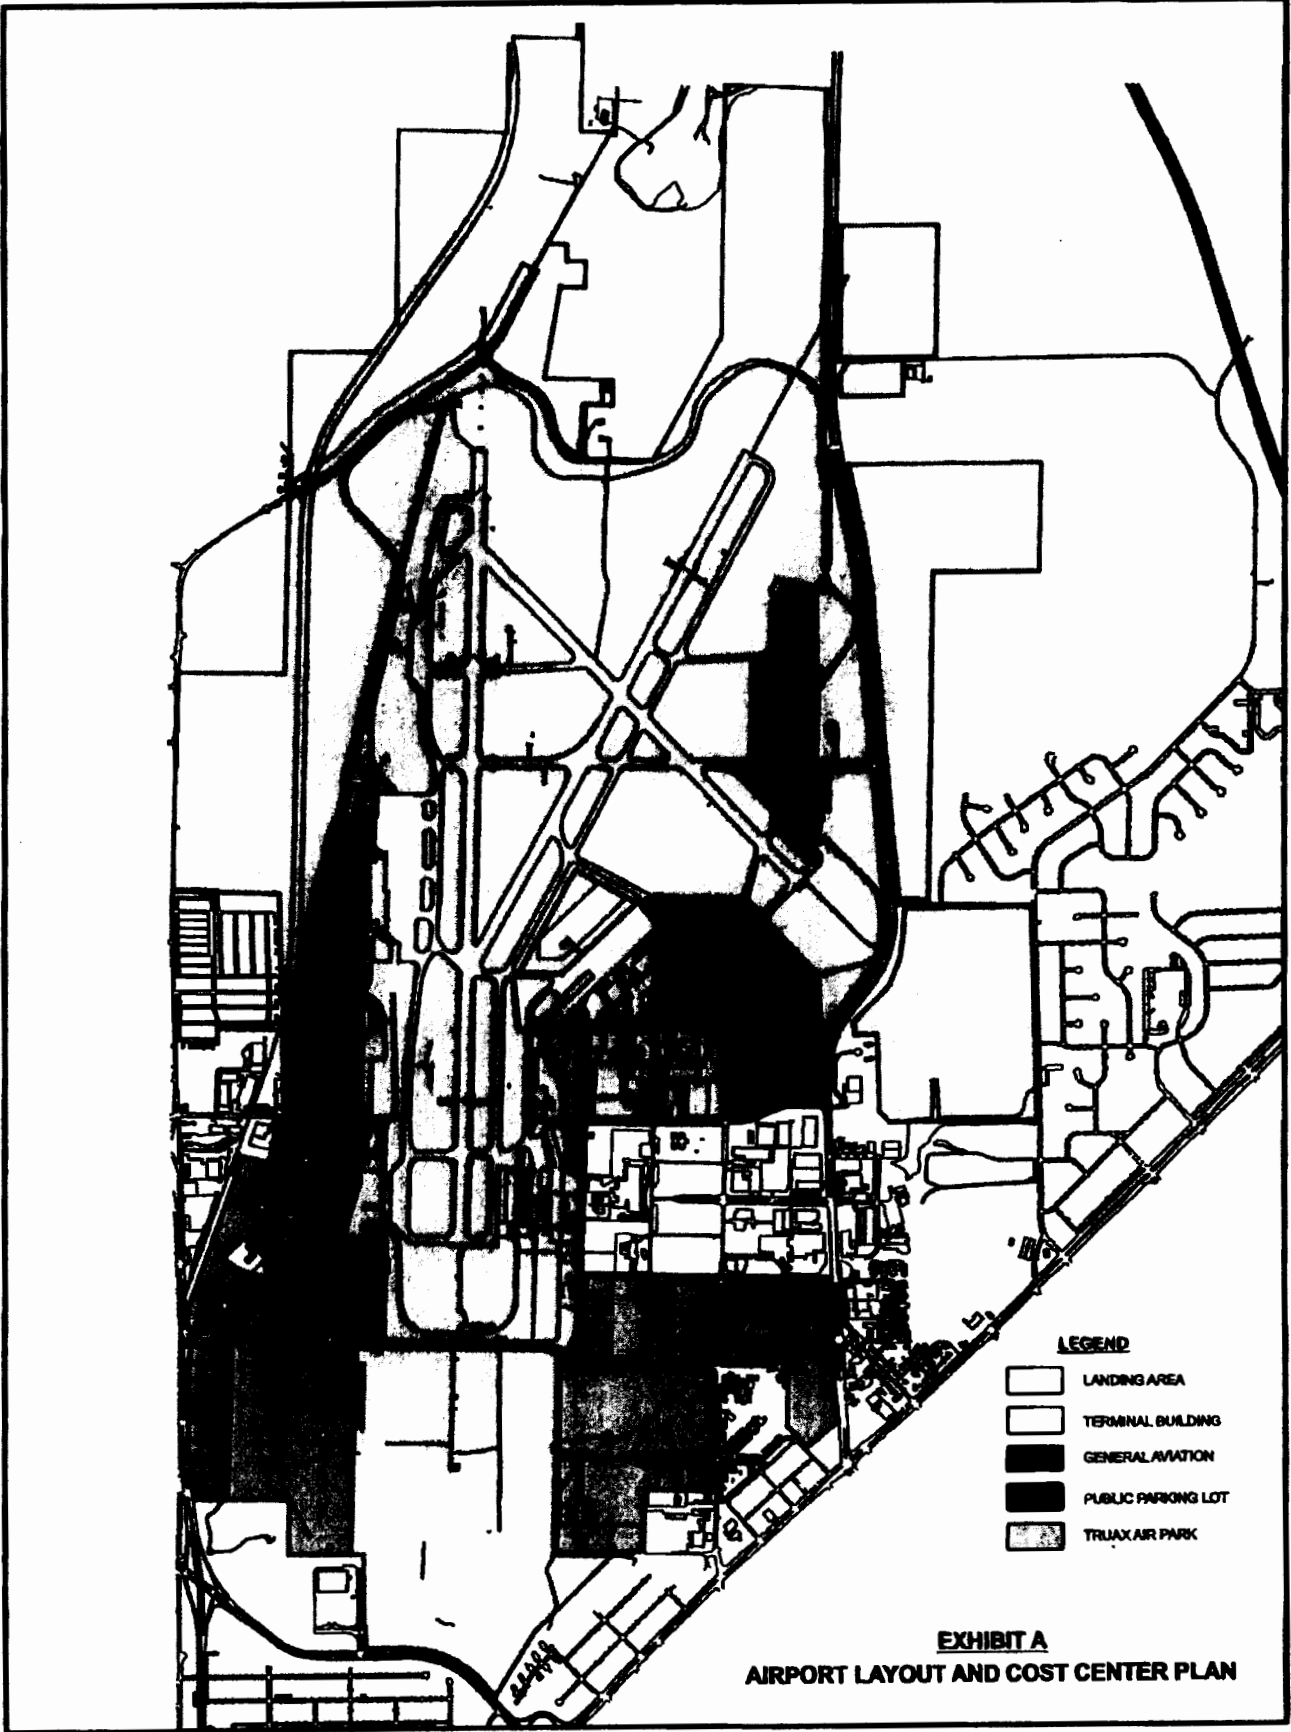 LEGEND
LANDING AREA
TERMINAL BUILDING
GENERAL AVIATION
PUBLIC PARKING LOT
TRUAX AIR PARK
EXHIBIT A
AIRPORT LAYOUT AND COST CENTER PLAN